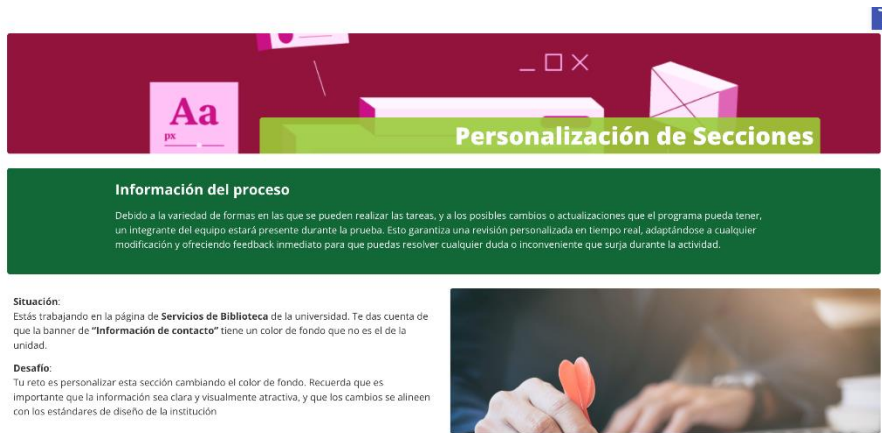 Aa
px
Personalización de Secciones
Información del proceso
Debido a la variedad de formas en las que se pueden realizar las tareas, y a los posibles cambios o actualizaciones que el programa pueda tener,
un integrante del equipo estará presente durante la prueba. Esto garantiza una revisión personalizada en tiempo real, adaptándose a cualquier
modificación y ofreciendo feedback inmediato para que puedas resolver cualquier duda o inconveniente que surja durante la actividad.
Situación:
Estás trabajando en la página de Servicios de Biblioteca de la universidad. Te das cuenta de
que la banner de “Información de contacto” tiene un color de fondo que no es el de la
unidad.
Desafío:
Tu reto es personalizar esta sección cambiando el color de fondo. Recuerda que es
importante que la información sea clara y visualmente atractiva, y que los cambios se alineen
con los estándares de diseño de la institución